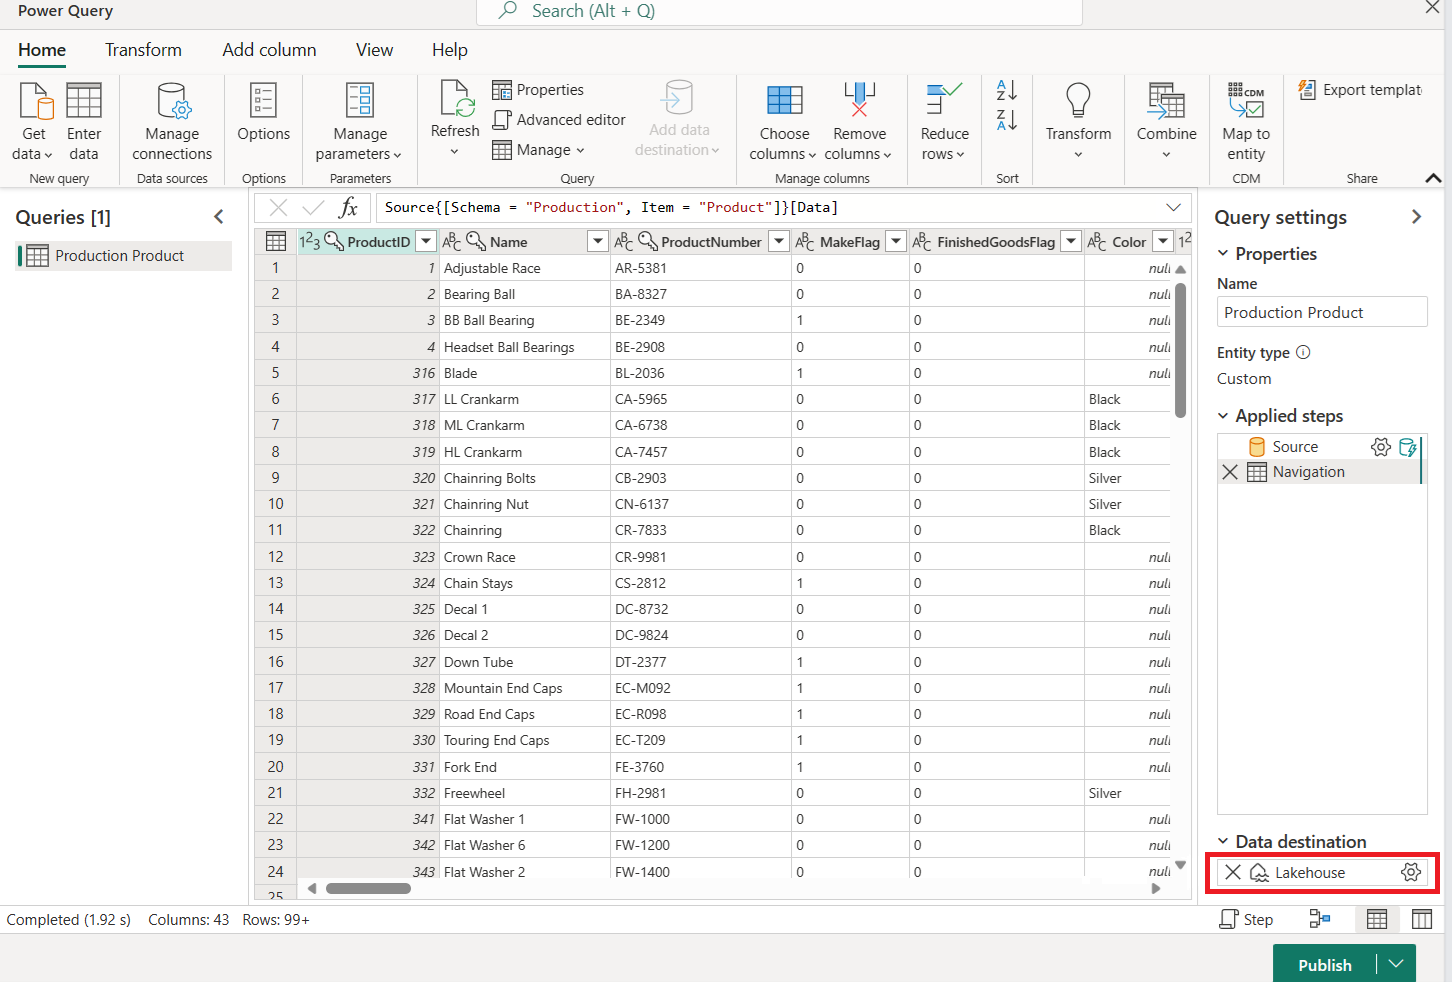 Power Query
Search (Alt + Q)
Home Transform Add column View Help
Get data
Enter data
New query
Manage connections
Data sources
Options
Options
Manage parameters
Parameters
Refresh
Properties
Advanced editor
Manage
Add data destination
Query
Choose columns
Remove columns
Manage columns
Reduce rows
A Z
Z A
Sort
Transform
Combine
CDM
Map to entity
CDM
Export templat
Share
Queries [1]
Production Product
fx
Source{[Schema = "Production", Item = "Product"]}[Data]
123 ProductID ABC Name ABC ProductNumber ABC MakeFlag ABC FinishedGoodsFlag ABC Color 12
1 1 Adjustable Race AR-5381 0 0 null
2 2 Bearing Ball BA-8327 0 0 null
3 3 BB Ball Bearing BE-2349 1 0 null
4 4 Headset Ball Bearings BE-2908 0 0 null
5 316 Blade BL-2036 1 0 null
6 317 LL Crankarm CA-5965 0 0 Black
7 318 ML Crankarm CA-6738 0 0 Black
8 319 HL Crankarm CA-7457 0 0 Black
9 320 Chainring Bolts CB-2903 0 0 Silver
10 321 Chainring Nut CN-6137 0 0 Silver
11 322 Chainring CR-7833 0 0 Black
12 323 Crown Race CR-9981 0 0 null
13 324 Chain Stays CS-2812 1 0 null
14 325 Decal 1 DC-8732 0 0 null
15 326 Decal 2 DC-9824 0 0 null
16 327 Down Tube DT-2377 1 0 null
17 328 Mountain End Caps EC-M092 1 0 null
18 329 Road End Caps EC-R098 1 0 null
19 330 Touring End Caps EC-T209 1 0 null
20 331 Fork End FE-3760 1 0 null
21 332 Freewheel FH-2981 0 0 Silver
22 341 Flat Washer 1 FW-1000 0 0 null
23 342 Flat Washer 6 FW-1200 0 0 null
24 343 Flat Washer 2 FW-1400 0 0 null
25
Query settings
Properties
Name
Production Product
Entity type
Custom
Applied steps
Source
Navigation
Data destination
Lakehouse
Completed (1.92 s) Columns: 43 Rows: 99+
Step
Publish